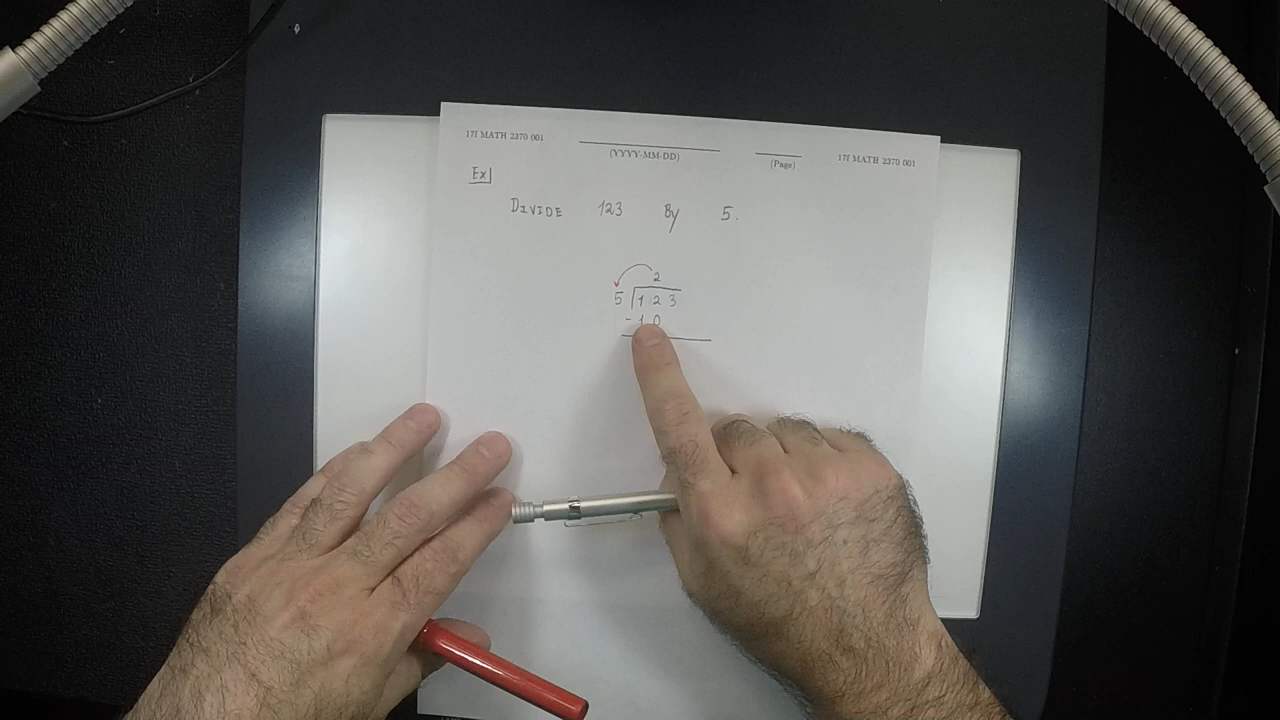 17f MATH 2370 001 (YYYY-MM-DD) (Page) 17f MATH 2370 001
Ex
DIVIDE 123 By 5.
2
5 1 2 3
- 1 0